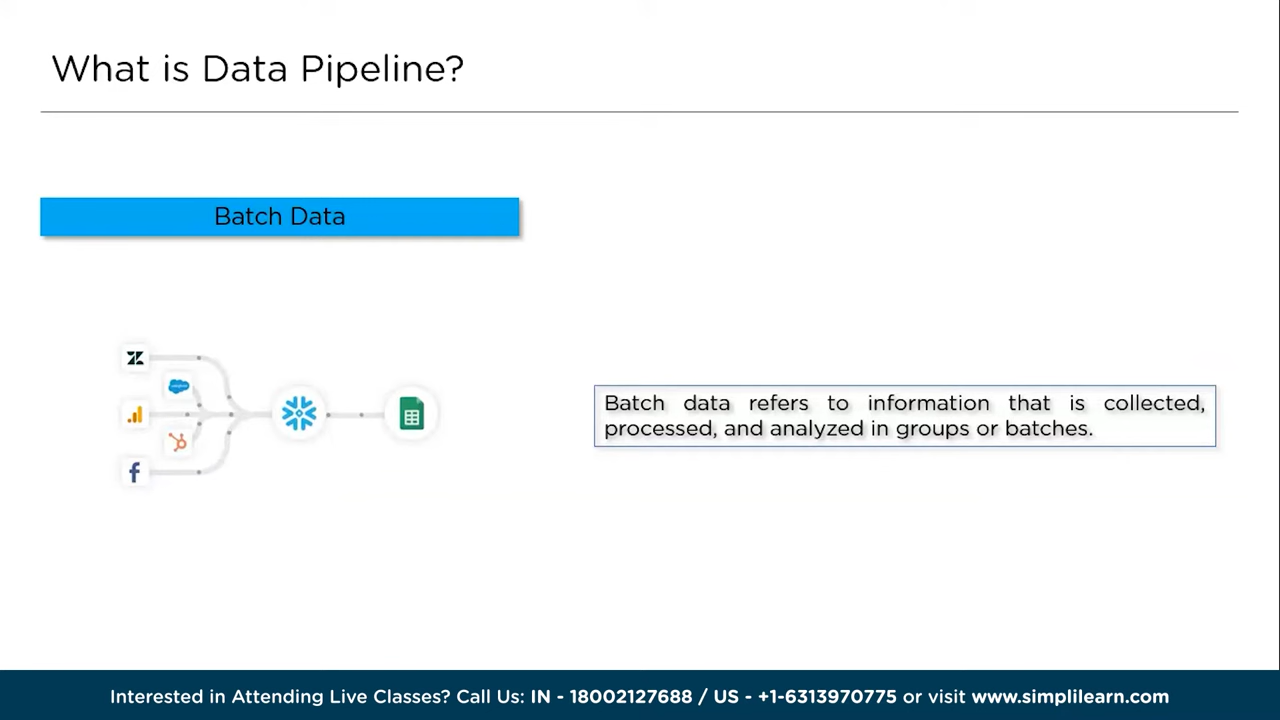 What is Data Pipeline?
Batch Data
Batch data refers to information that is collected,
processed, and analyzed in groups or batches.
Interested in Attending Live Classes? Call Us: IN - 18002127688 / US - +1-6313970775 or visit www.simplilearn.com